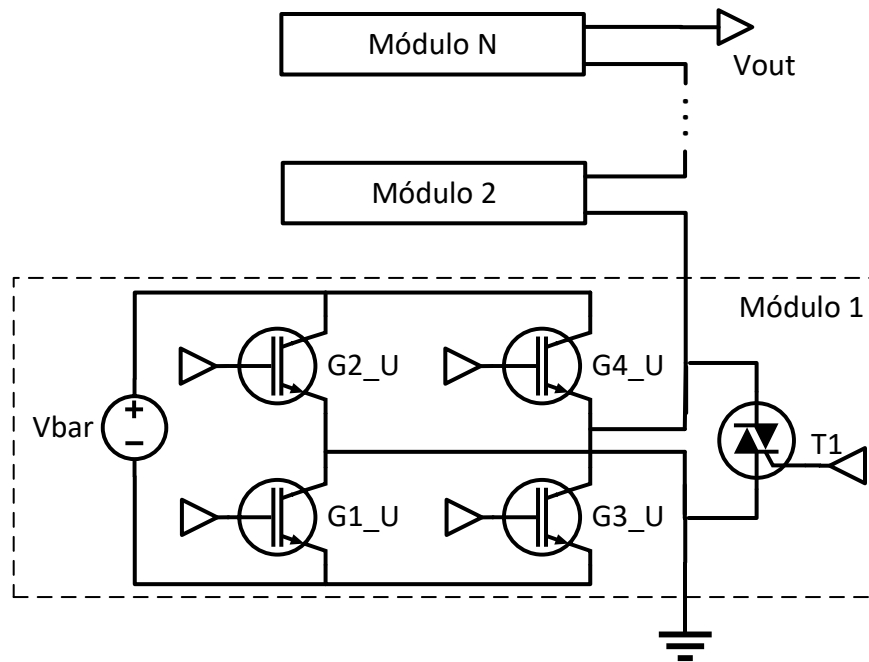 Módulo N
Vout
Módulo 2
Módulo 1
G2_U
G4_U
Vbar
+
−
T1
G1_U
G3_U